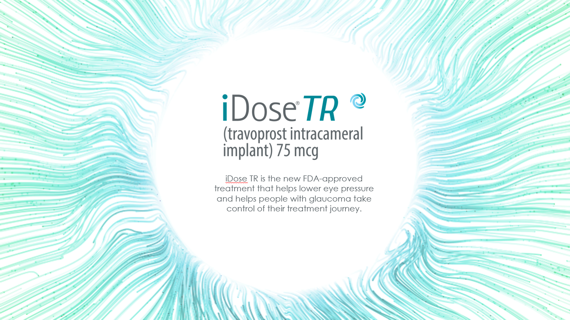 iDose® TR
(travoprost intracameral
implant) 75 mcg
iDose TR is the new FDA-approved
treatment that helps lower eye pressure
and helps people with glaucoma take
control of their treatment journey.